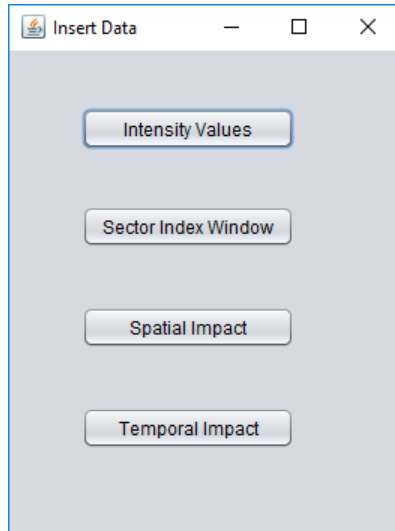 Insert Data
Intensity Values
Sector Index Window
Spatial Impact
Temporal Impact